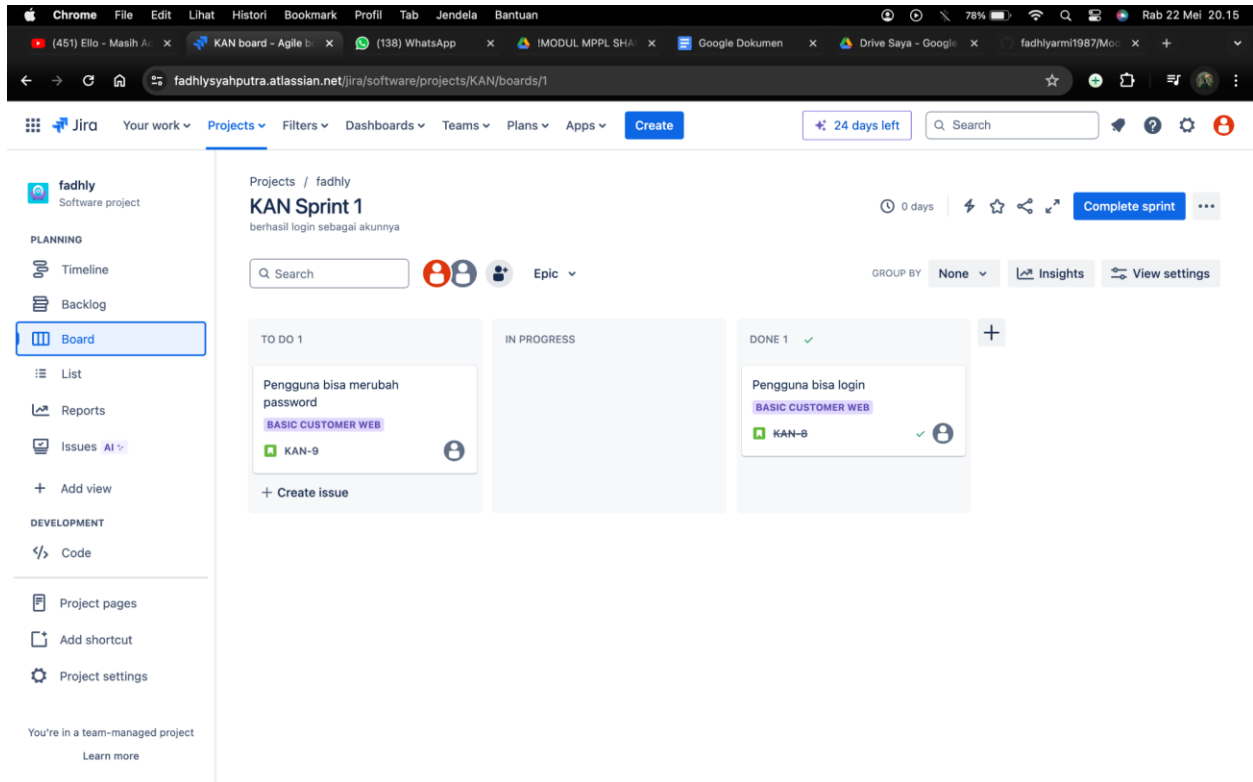 Chrome File Edit Lihat Histori Bookmark Profil Tab Jendela Bantuan 78% Rab 22 Mei 20.15
(451) Ello - Masih Ac KAN board - Agile b (138) WhatsApp !MODUL MPPL SHA Google Dokumen Drive Saya - Google fadhlyarmi1987/Mod
fadhlysyahputra.atlassian.net/jira/software/projects/KAN/boards/1
Jira Your work Projects Filters Dashboards Teams Plans Apps Create 24 days left Search
fadhly
Software project
PLANNING
Timeline
Backlog
Board
List
Reports
Issues AI
Add view
DEVELOPMENT
Code
Project pages
Add shortcut
Project settings
You're in a team-managed project
Learn more
Projects / fadhly
KAN Sprint 1
berhasil login sebagai akunnya
0 days Complete sprint
Search Epic GROUP BY None Insights View settings
TO DO 1
Pengguna bisa merubah
password
BASIC CUSTOMER WEB
KAN-9
+ Create issue
IN PROGRESS
DONE 1
Pengguna bisa login
BASIC CUSTOMER WEB
KAN-8